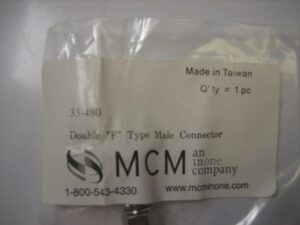 Made in Taiwan
Q'ty = 1 pc
33-480
Double "F" Type Male Connector
MCM an inone company
1-800-543-4330
www.mcminone.com